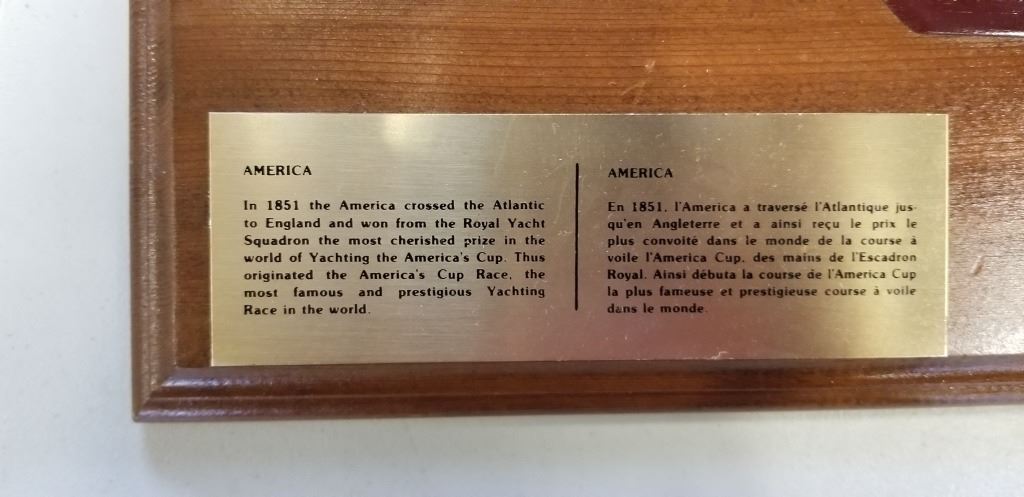 AMERICA
In 1851 the America crossed the Atlantic
to England and won from the Royal Yacht
Squadron the most cherished prize in the
world of Yachting the America's Cup. Thus
originated the America's Cup Race, the
most famous and prestigious Yachting
Race in the world.
AMERICA
En 1851, l'America a traversé l'Atlantique jus-
qu'en Angleterre et a ainsi reçu le prix le
plus convoité dans le monde de la course à
voile l'America Cup, des mains de l'Escadron
Royal. Ainsi débuta la course de l'America Cup
la plus fameuse et prestigieuse course à voile
dans le monde.